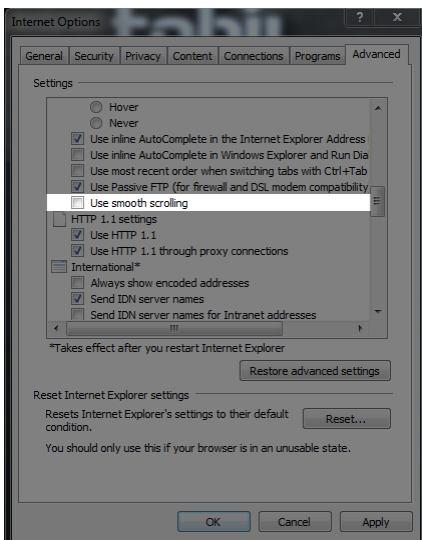 Internet Options
General Security Privacy Content Connections Programs Advanced
Settings
Hover
Never
Use inline AutoComplete in the Internet Explorer Address
Use inline AutoComplete in Windows Explorer and Run Dia
Use most recent order when switching tabs with Ctrl+Tab
Use Passive FTP (for firewall and DSL modem compatibility
Use smooth scrolling
HTTP 1.1 settings
Use HTTP 1.1
Use HTTP 1.1 through proxy connections
International*
Always show encoded addresses
Send IDN server names
Send IDN server names for Intranet addresses
*Takes effect after you restart Internet Explorer
Restore advanced settings
Reset Internet Explorer settings
Resets Internet Explorer's settings to their default
condition.
Reset...
You should only use this if your browser is in an unusable state.
OK Cancel Apply